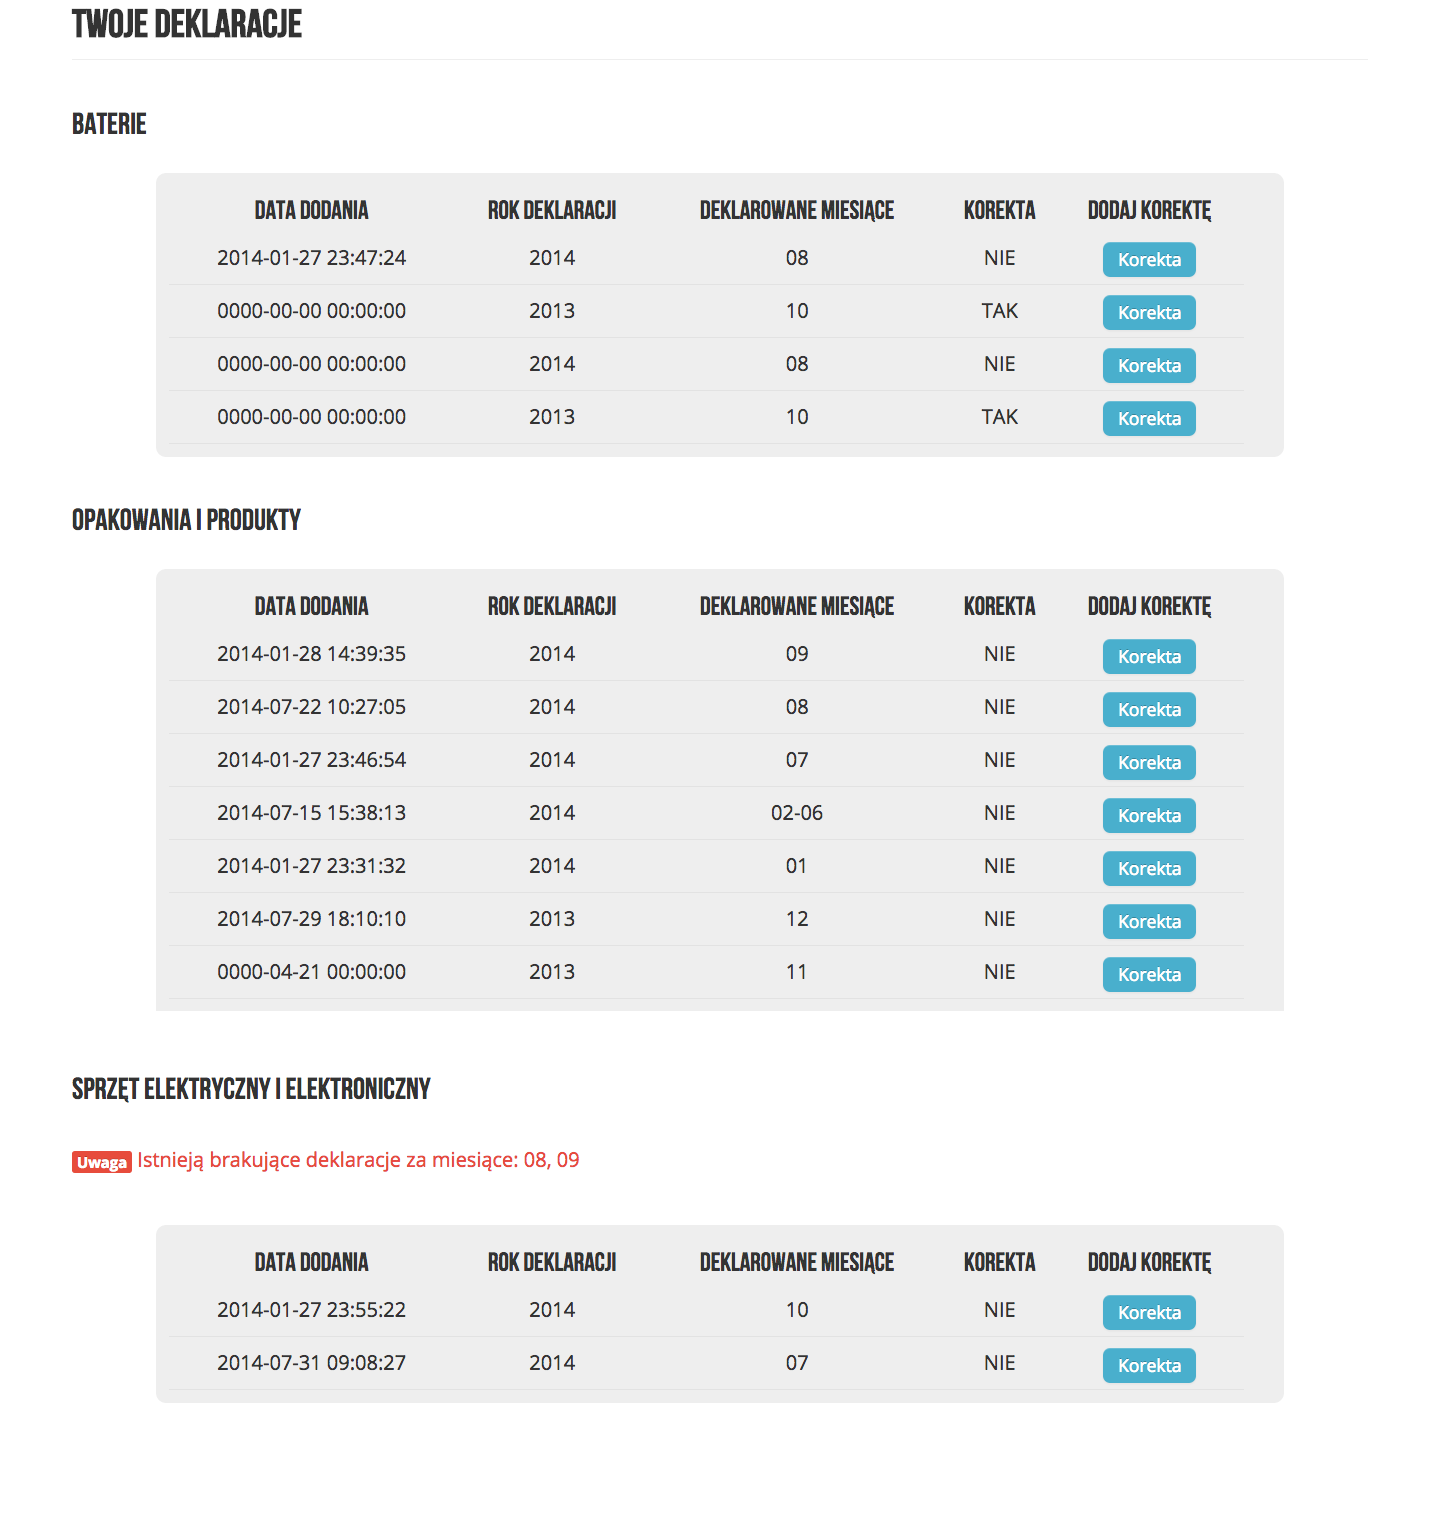 TWOJE DEKLARACJE
BATERIE
DATA DODANIA ROK DEKLARACJI DEKLAROWANE MIESIĄCE KOREKTA DODAJ KOREKTĘ
2014-01-27 23:47:24 2014 08 NIE Korekta
0000-00-00 00:00:00 2013 10 TAK Korekta
0000-00-00 00:00:00 2014 08 NIE Korekta
0000-00-00 00:00:00 2013 10 TAK Korekta
OPAKOWANIA I PRODUKTY
DATA DODANIA ROK DEKLARACJI DEKLAROWANE MIESIĄCE KOREKTA DODAJ KOREKTĘ
2014-01-28 14:39:35 2014 09 NIE Korekta
2014-07-22 10:27:05 2014 08 NIE Korekta
2014-01-27 23:46:54 2014 07 NIE Korekta
2014-07-15 15:38:13 2014 02-06 NIE Korekta
2014-01-27 23:31:32 2014 01 NIE Korekta
2014-07-29 18:10:10 2013 12 NIE Korekta
0000-04-21 00:00:00 2013 11 NIE Korekta
SPRZĘT ELEKTRYCZNY I ELEKTRONICZNY
Uwaga Istnieją brakujące deklaracje za miesiące: 08, 09
DATA DODANIA ROK DEKLARACJI DEKLAROWANE MIESIĄCE KOREKTA DODAJ KOREKTĘ
2014-01-27 23:55:22 2014 10 NIE Korekta
2014-07-31 09:08:27 2014 07 NIE Korekta